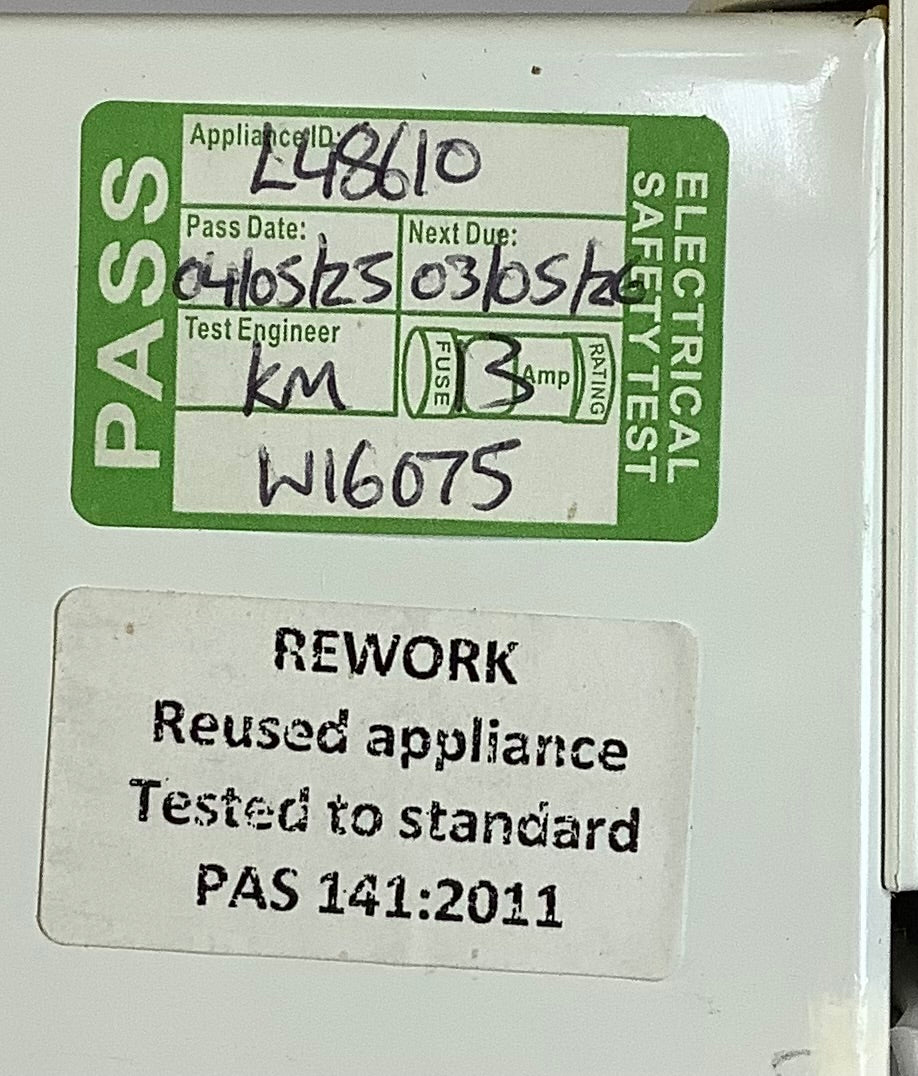 PASS
Appliance ID:
L48610
Pass Date:
04/05/25
Next Due:
03/05/26
Test Engineer
KM
FUSE 13 Amp RATING
W16075
ELECTRICAL
SAFETY TEST
REWORK
Reused appliance
Tested to standard
PAS 141:2011